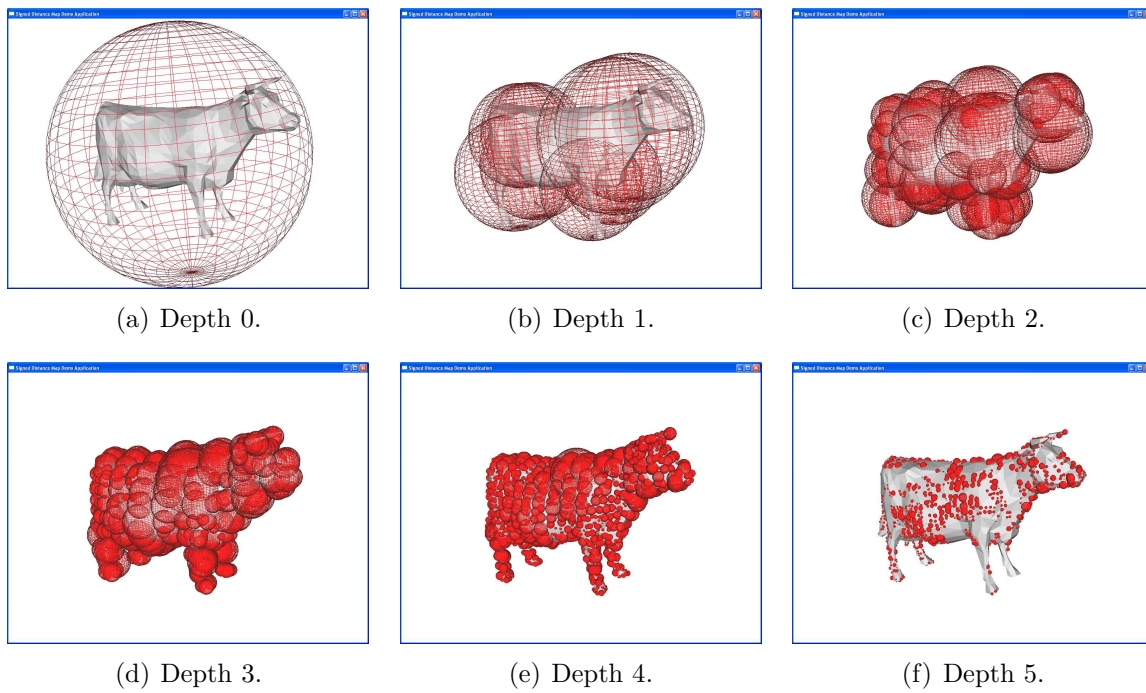 Signed Distance Map Demo Application
Signed Distance Map Demo Application
Signed Distance Map Demo Application
(a) Depth 0.
(b) Depth 1.
(c) Depth 2.
Signed Distance Map Demo Application
Signed Distance Map Demo Application
Signed Distance Map Demo Application
(d) Depth 3.
(e) Depth 4.
(f) Depth 5.